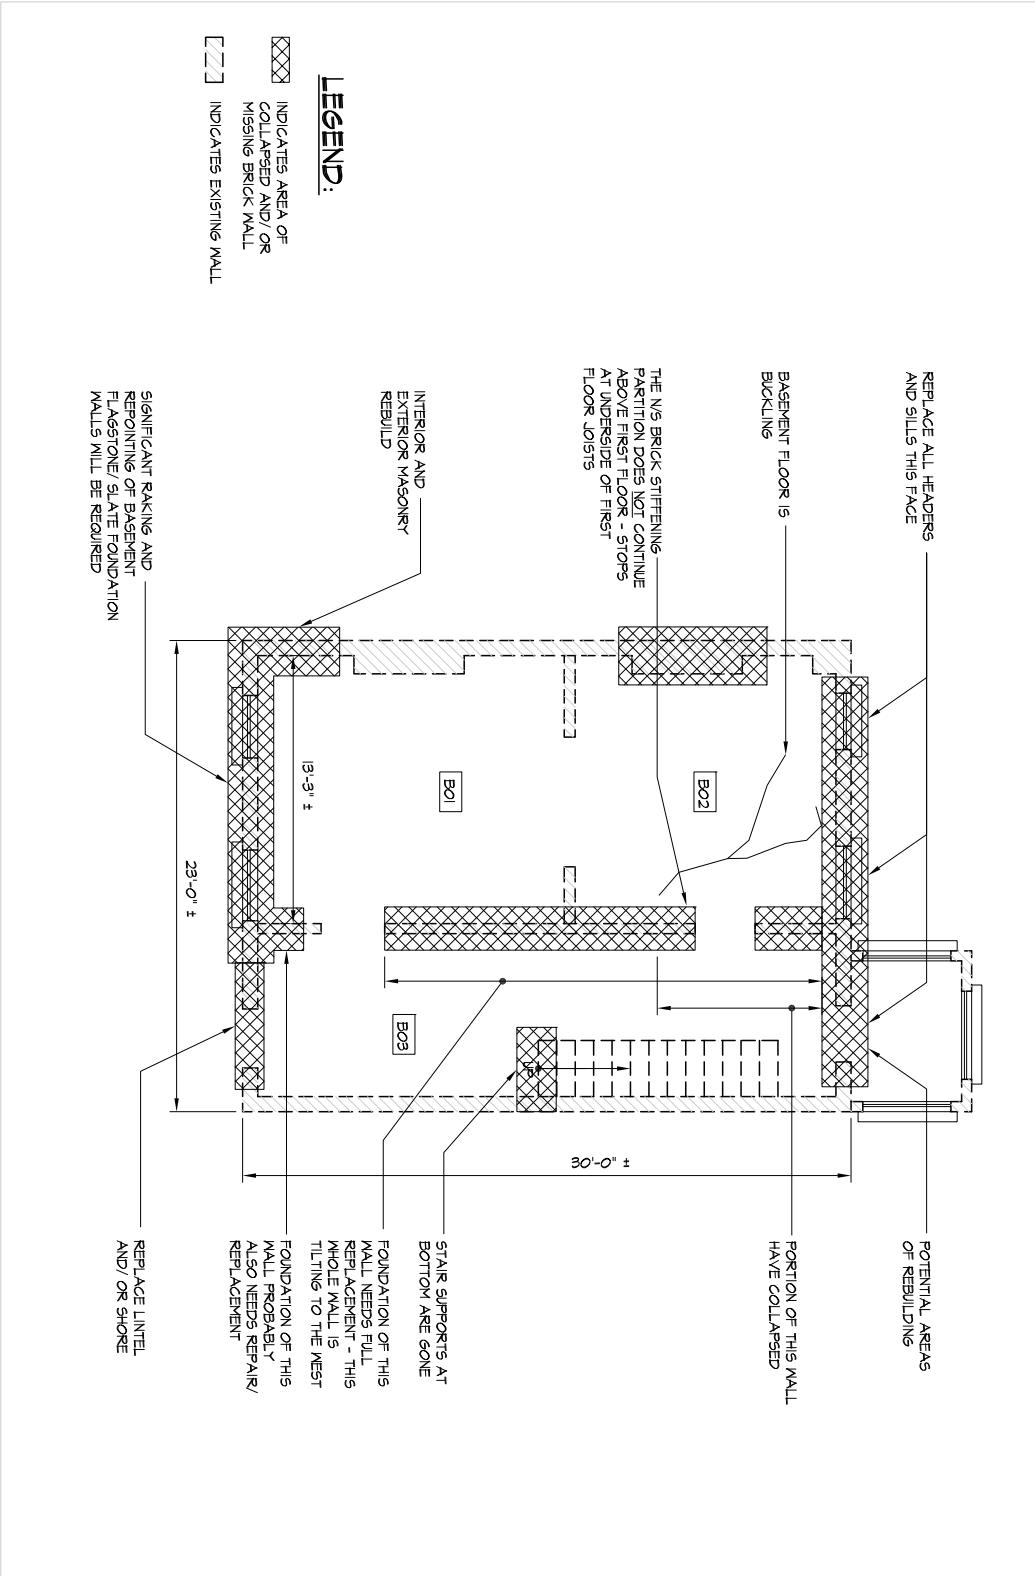 LEGEND:
INDICATES AREA OF
COLLAPSED AND/ OR
MISSING BRICK WALL
INDICATES EXISTING WALL
REPLACE ALL HEADERS
AND SILLS THIS FACE
BASEMENT FLOOR IS
BUCKLING
THE N/S BRICK STIFFENING
PARTITION DOES NOT CONTINUE
ABOVE FIRST FLOOR - STOPS
AT UNDERSIDE OF FIRST
FLOOR JOISTS
INTERIOR AND
EXTERIOR MASONRY
REBUILD
SIGNIFICANT RAKING AND
REPOINTING OF BASEMENT
FLAGSTONE/ SLATE FOUNDATION
WALLS WILL BE REQUIRED
B02
B01
13'-3" ±
23'-0" ±
B03
UP
30'-0" ±
POTENTIAL AREAS
OF REBUILDING
PORTION OF THIS WALL
HAVE COLLAPSED
STAIR SUPPORTS AT
BOTTOM ARE GONE
FOUNDATION OF THIS
WALL NEEDS FULL
REPLACEMENT - THIS
WHOLE WALL IS
TILTING TO THE WEST
FOUNDATION OF THIS
WALL PROBABLY
ALSO NEEDS REPAIR/
REPLACEMENT
REPLACE LINTEL
AND/ OR SHORE